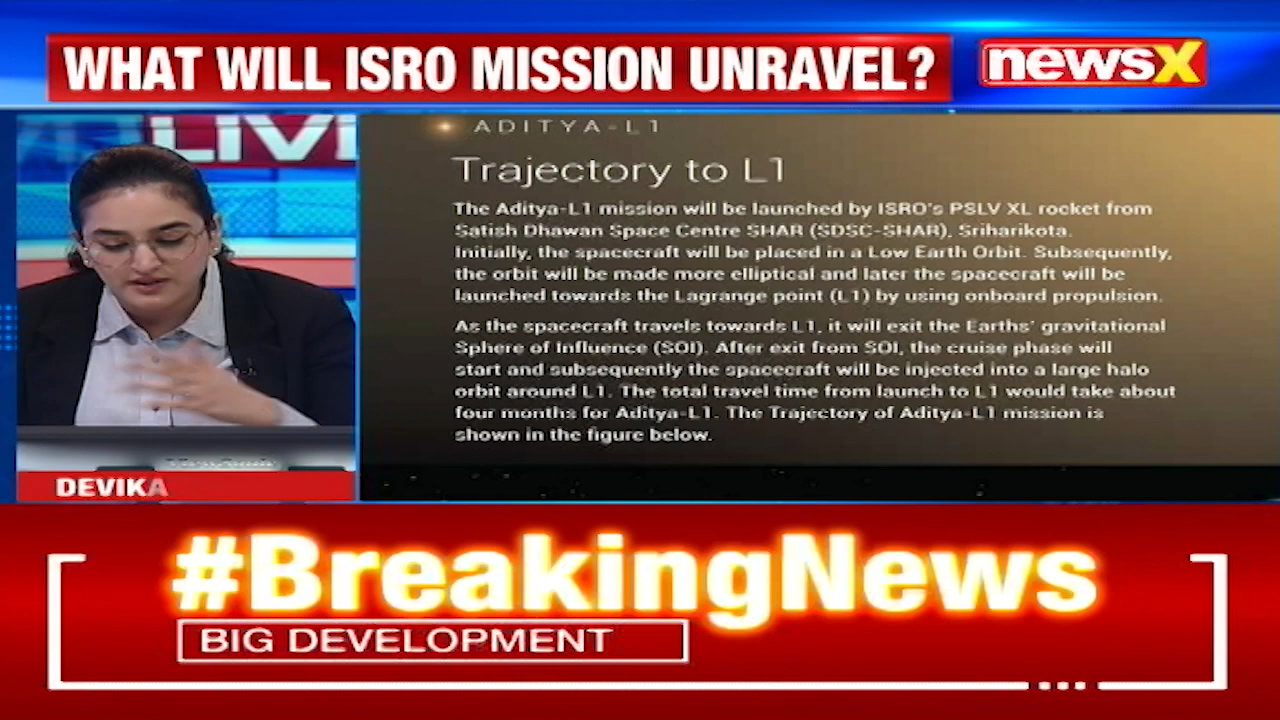 WHAT WILL ISRO MISSION UNRAVEL?
newsX
LIVE
ADITYA-L1
Trajectory to L1
The Aditya-L1 mission will be launched by ISRO's PSLV XL rocket from
Satish Dhawan Space Centre SHAR (SDSC-SHAR), Sriharikota.
Initially, the spacecraft will be placed in a Low Earth Orbit. Subsequently,
the orbit will be made more elliptical and later the spacecraft will be
launched towards the Lagrange point (L1) by using onboard propulsion.
As the spacecraft travels towards L1, it will exit the Earths' gravitational
Sphere of Influence (SOI). After exit from SOI, the cruise phase will
start and subsequently the spacecraft will be injected into a large halo
orbit around L1. The total travel time from launch to L1 would take about
four months for Aditya-L1. The Trajectory of Aditya-L1 mission is
shown in the figure below.
DEVIKA
#BreakingNews
BIG DEVELOPMENT